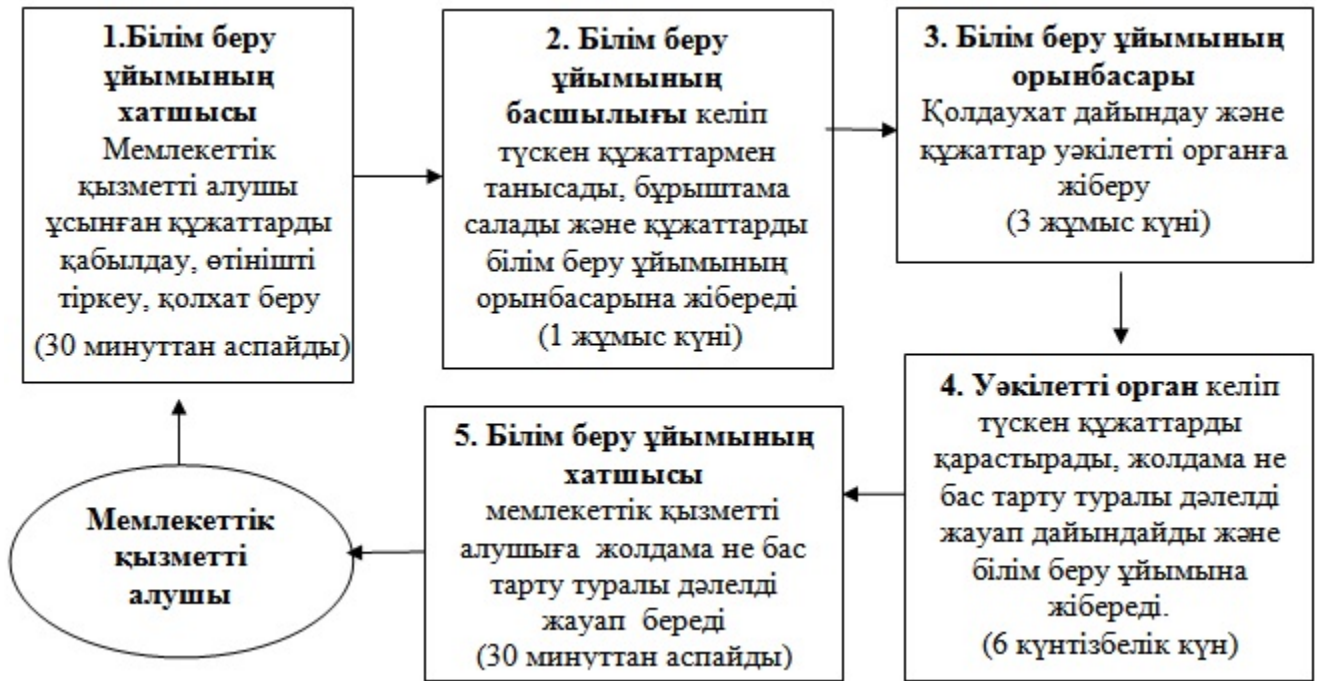 1.Білім беру
ұйымының
хатшысы
Мемлекеттік
қызметті алушы
ұсынған құжаттарды
қабылдау, өтінішті
тіркеу, қолхат беру
(30 минуттан аспайды)
2. Білім беру
ұйымының
басшылығы келіп
түскен құжаттармен
танысады, бұрыштама
салады және құжаттарды
білім беру ұйымының
орынбасарына жібереді
(1 жұмыс күні)
3. Білім беру ұйымының
орынбасары
Қолдаухат дайындау және
құжаттар уәкілетті органға
жіберу
(3 жұмыс күні)
4. Уәкілетті орган келіп
түскен құжаттарды
қарастырады, жолдама не
бас тарту туралы дәлелді
жауап дайындайды және
білім беру ұйымына
жібереді.
(6 күнтізбелік күн)
5. Білім беру ұйымының
хатшысы
мемлекеттік қызметті
алушыға жолдама не бас
тарту туралы дәлелді
жауап береді
(30 минуттан аспайды)
Мемлекеттік
қызметті
алушы